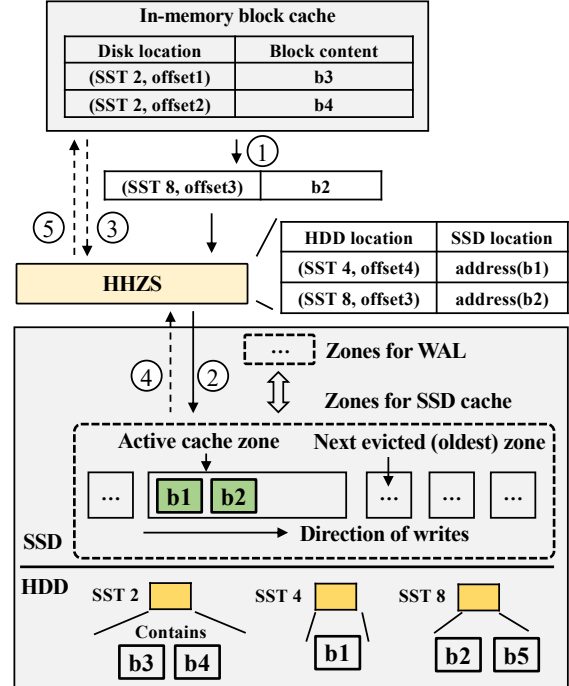 In-memory block cache
Disk location Block content
(SST 2, offset1) b3
(SST 2, offset2) b4
①
(SST 8, offset3) b2
⑤ ③
HDD location SSD location
(SST 4, offset4) address(b1)
(SST 8, offset3) address(b2)
HHZS
... Zones for WAL
④ ②
Zones for SSD cache
Active cache zone Next evicted (oldest) zone
... b1 b2 ... ... ...
Direction of writes
SSD
HDD
SST 2 SST 4 SST 8
Contains
b3 b4 b1 b2 b5